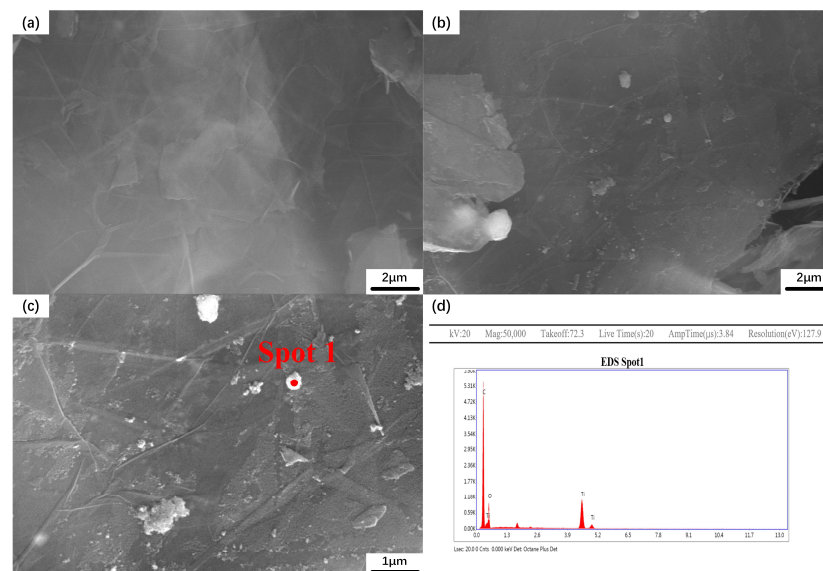 (a)
2μm
(b)
2μm
(c)
Spot 1
1μm
(d)
kV:20 Mag:50,000 Takeoff:72.3 Live Time(s):20 AmpTime(μs):3.84 Resolution(eV):127.9
EDS Spot1
5.31K
4.72K
4.13K
3.54K
2.95K
2.36K
1.77K
1.18K
0.59K
0.00K
C
O
Ti
Ti
0.0 1.3 2.6 3.9 5.2 6.5 7.8 9.1 10.4 11.7 13.0
Lsec: 20.0 0 Cnts 0.000 keV Det: Octane Plus Det